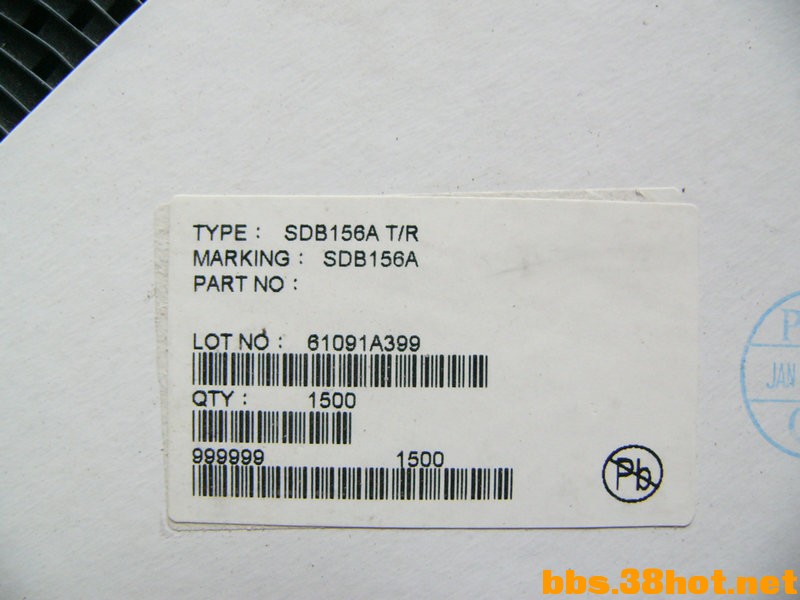 TYPE : SDB156A T/R
MARKING : SDB156A
PART NO :
LOT NO : 61091A399
QTY : 1500
999999 1500
Pb
P
JAN
bbs.38hot.net